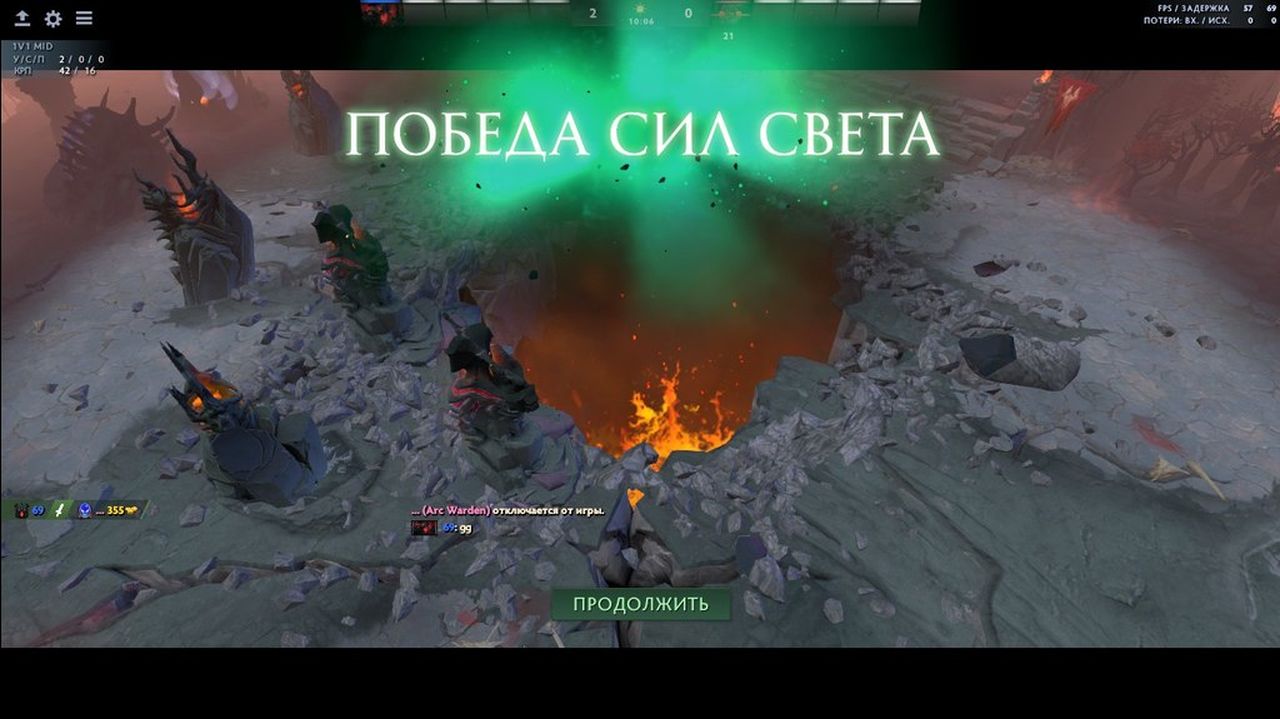 2
10:06
0
21
FPS / ЗАДЕРЖКА 57 69
ПОТЕРИ: ВХ. / ИСХ. 0 0
1V1 MID
У/С/П 2 / 0 / 0
КРП 42 / 16
ПОБЕДА СИЛ СВЕТА
69 ... 355
... (Arc Warden) отключается от игры.
69: gg
ПРОДОЛЖИТЬ